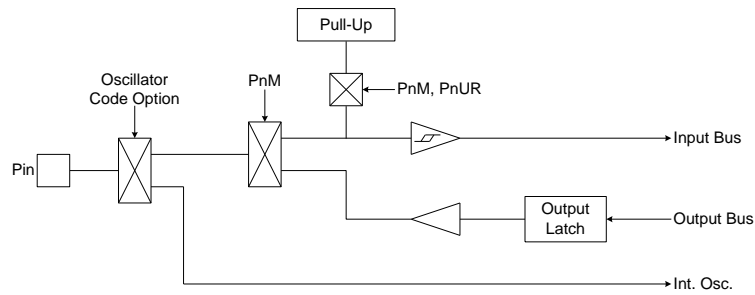 Pull-Up
Oscillator
Code Option
PnM
PnM, PnUR
Input Bus
Pin
Output
Latch
Output Bus
Int. Osc.